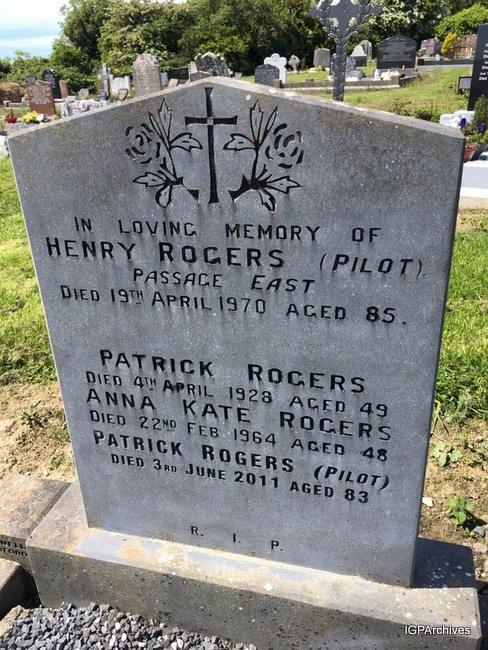 IN LOVING MEMORY OF
HENRY ROGERS (PILOT)
PASSAGE EAST
DIED 19TH APRIL 1970 AGED 85.
PATRICK ROGERS
DIED 4TH APRIL 1928 AGED 49
ANNA KATE ROGERS
DIED 22ND FEB 1964 AGED 48
PATRICK ROGERS (PILOT)
DIED 3RD JUNE 2011 AGED 83
R. I. P.
IGPArchives